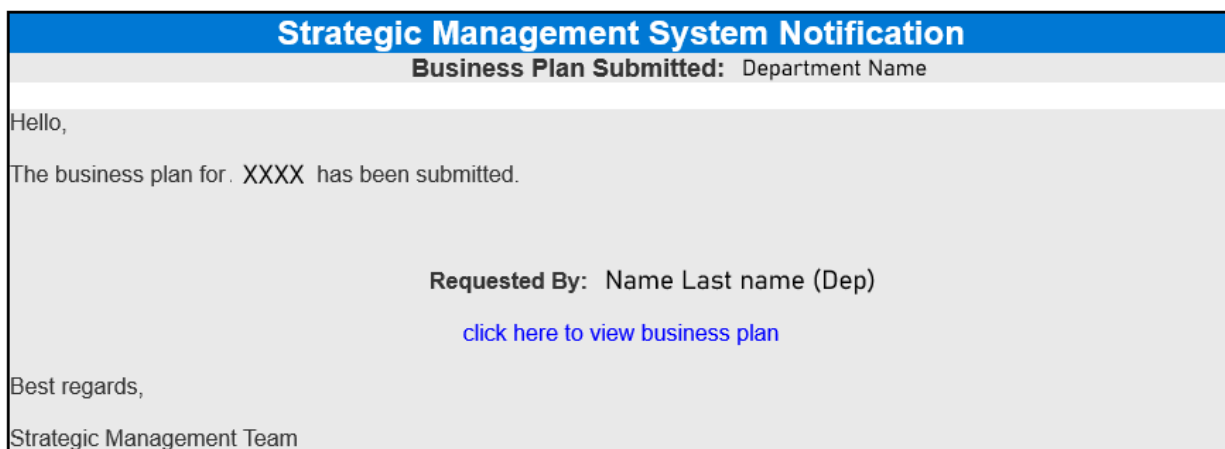 Strategic Management System Notification
Business Plan Submitted: Department Name
Hello,
The business plan for. XXXX has been submitted.
Requested By: Name Last name (Dep)
click here to view business plan
Best regards,
Strategic Management Team